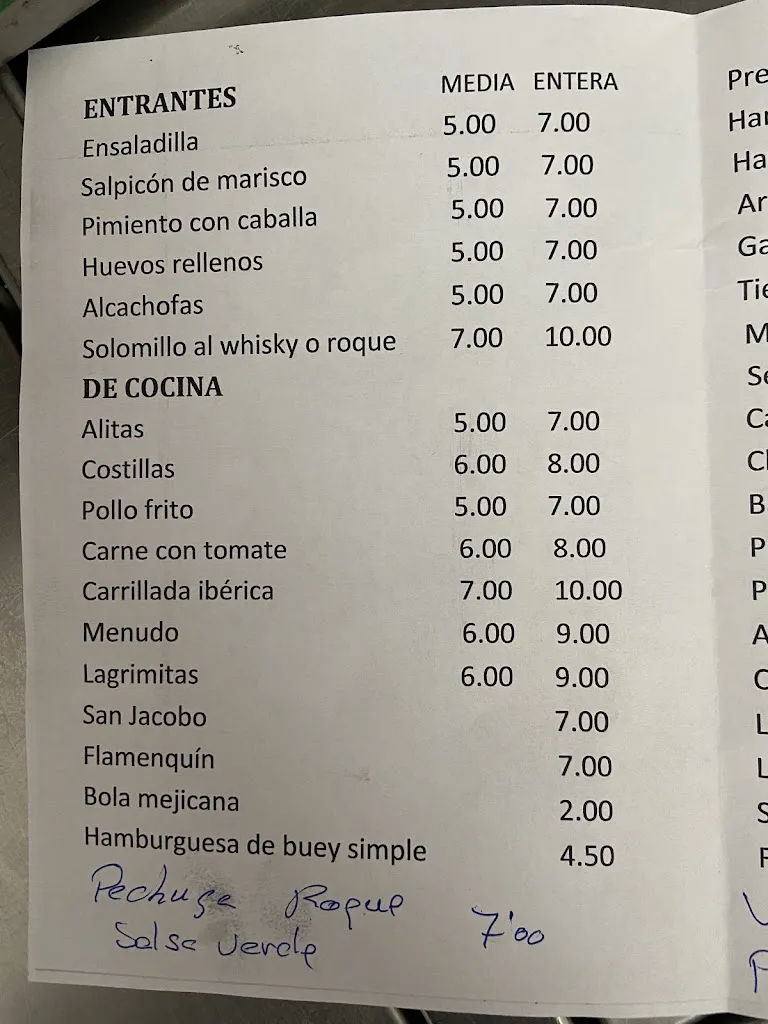 ENTRANTES MEDIA ENTERA
Ensaladilla 5.00 7.00
Salpicón de marisco 5.00 7.00
Pimiento con caballa 5.00 7.00
Huevos rellenos 5.00 7.00
Alcachofas 5.00 7.00
Solomillo al whisky o roque 7.00 10.00
DE COCINA
Alitas 5.00 7.00
Costillas 6.00 8.00
Pollo frito 5.00 7.00
Carne con tomate 6.00 8.00
Carrillada ibérica 7.00 10.00
Menudo 6.00 9.00
Lagrimitas 6.00 9.00
San Jacobo 7.00
Flamenquín 7.00
Bola mejicana 2.00
Hamburguesa de buey simple 4.50
Pechuga Roque 7'00
Salsa verde